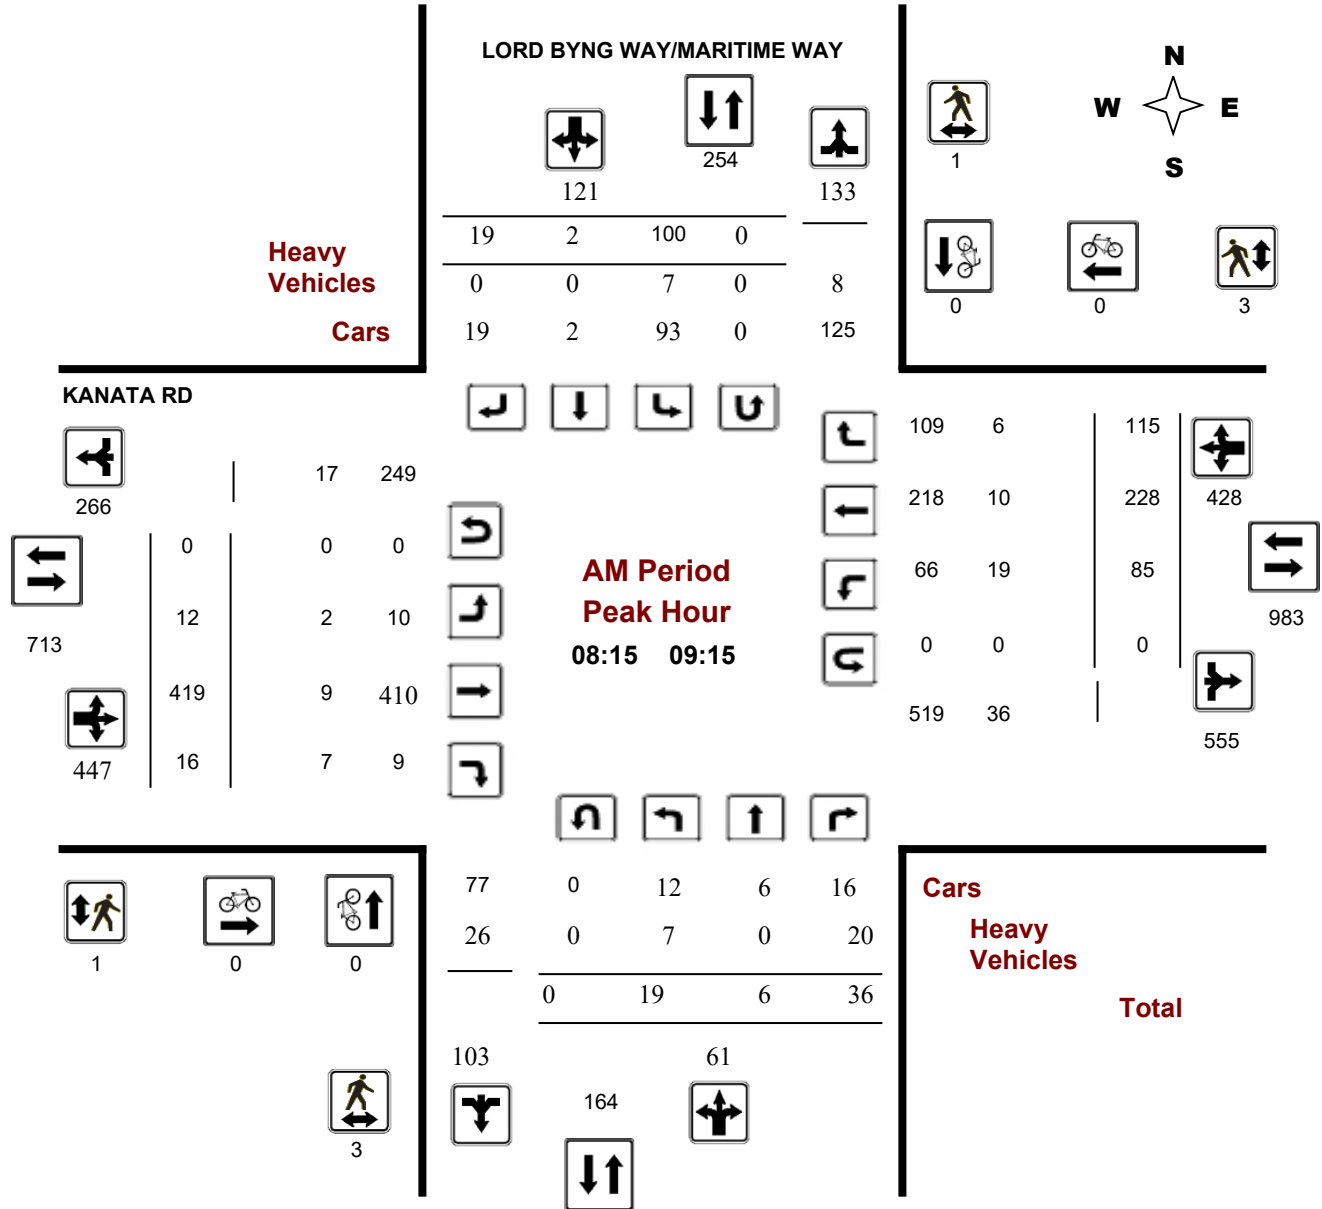 LORD BYNG WAY/MARITIME WAY
N
W E
S
254
1
121
133
19 2 100 0
Heavy
Vehicles
0 0 7 0 8
Cars
19 2 93 0 125
0 0 3
KANATA RD
109 6 115
17 249
266
218 10 228 428
0 0 0
AM Period
66 19 85
Peak Hour
12 2 10
983
713
08:15 09:15
0 0 0
419 9 410
519 36
555
447
16 7 9
77 0 12 6 16
Cars
26 0 7 0 20
Heavy
Vehicles
1 0 0
0 19 6 36
Total
103 61
164
3